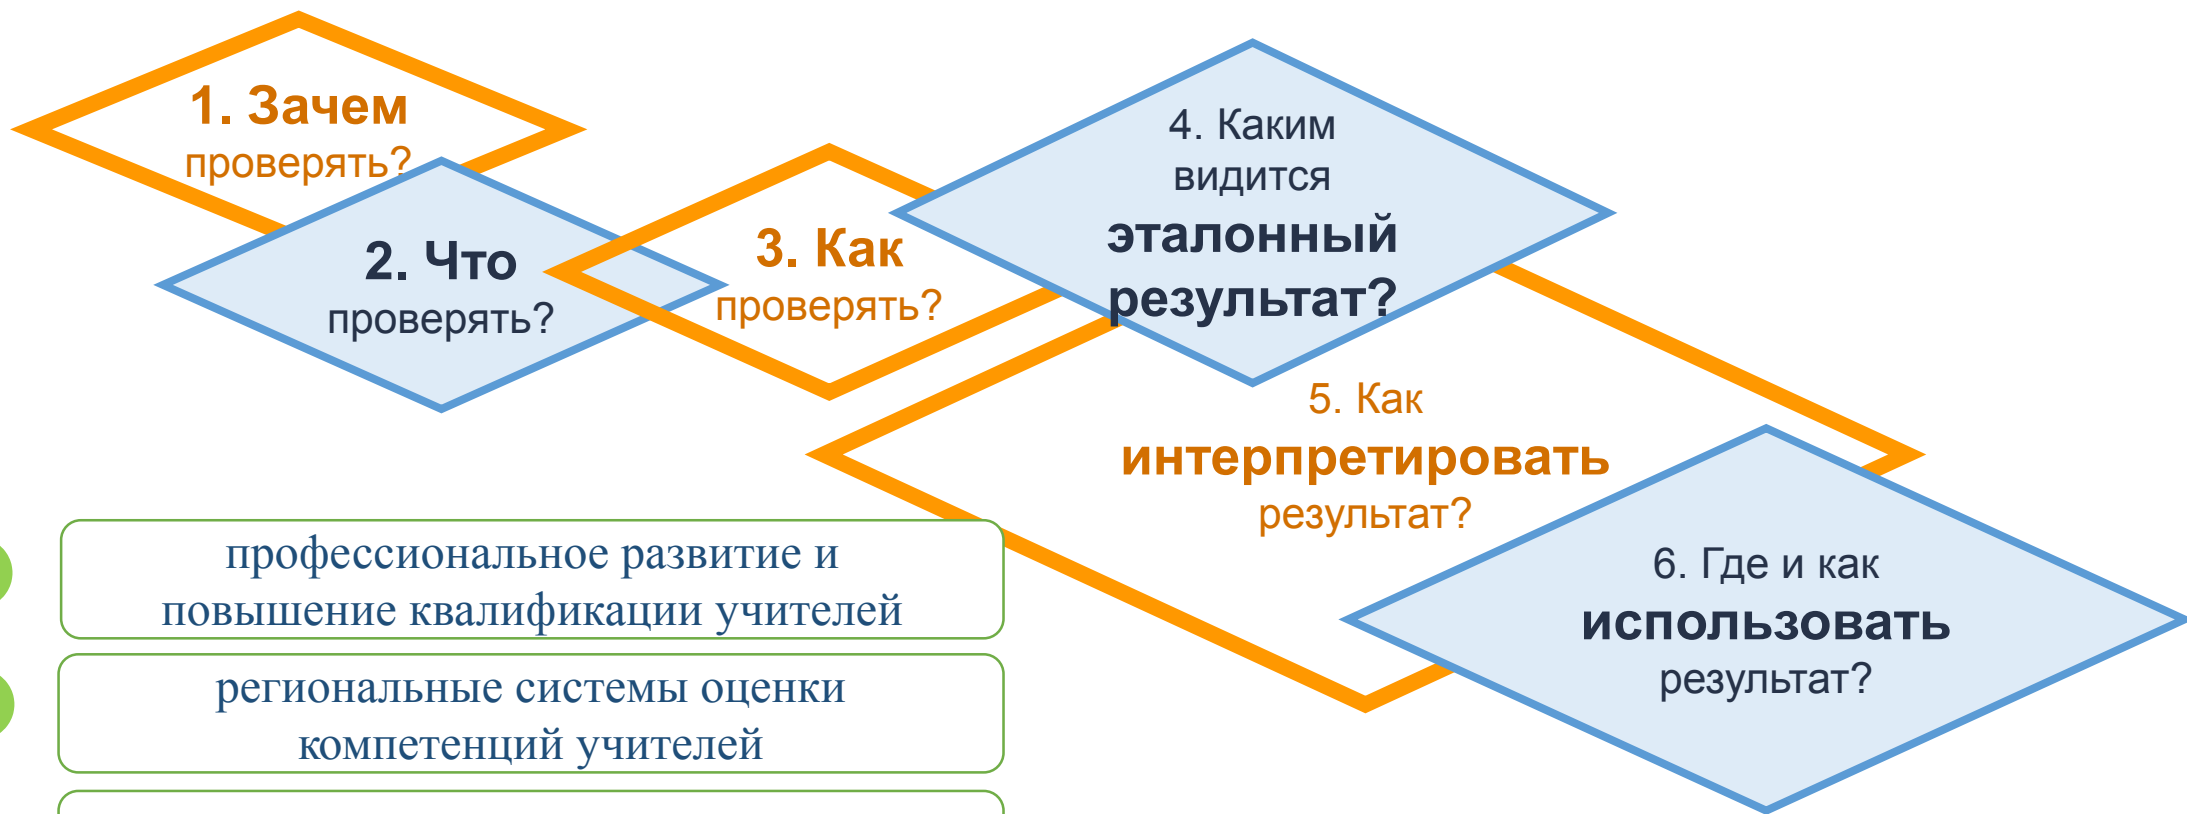 1. Зачем
проверять?
2. Что
проверять?
3. Как
проверять?
4. Каким
видится
эталонный
результат?
5. Как
интерпретировать
результат?
6. Где и как
использовать
результат?
профессиональное развитие и
повышение квалификации учителей
региональные системы оценки
компетенций учителей